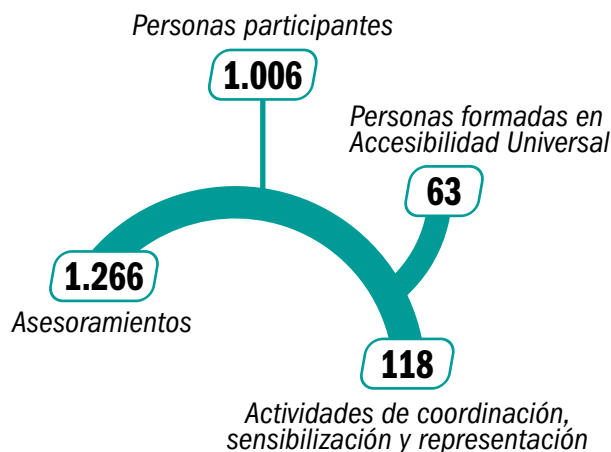 Personas participantes
1.006
Personas formadas en
Accesibilidad Universal
63
1.266
Asesoramientos
118
Actividades de coordinación,
sensibilización y representación